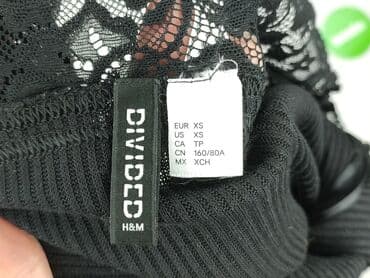 DIVIDED
H&M
EUR XS
US XS
CA TP
CN 160/80A
MX XCH